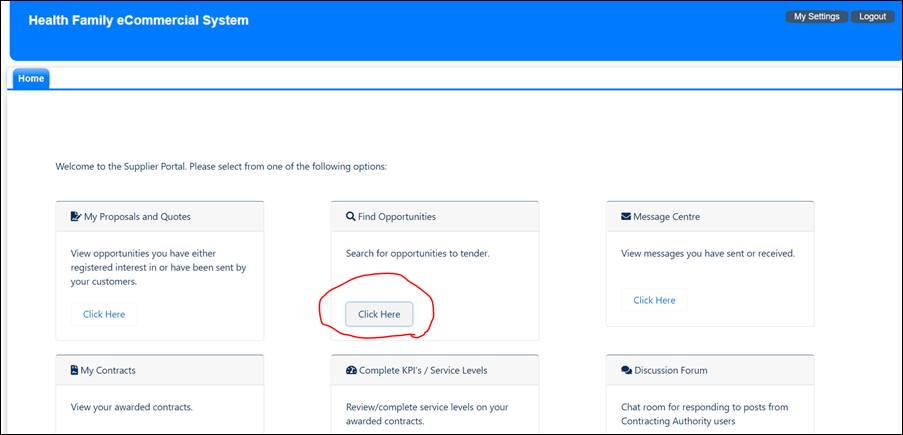 Health Family eCommercial System
My Settings
Logout
Home
Welcome to the Supplier Portal. Please select from one of the following options:
My Proposals and Quotes
View opportunities you have either
registered interest in or have been sent by
your customers.
Click Here
Find Opportunities
Search for opportunities to tender.
Click Here
Message Centre
View messages you have sent or received.
Click Here
My Contracts
View your awarded contracts.
Complete KPI's / Service Levels
Review/complete service levels on your
awarded contracts.
Discussion Forum
Chat room for responding to posts from
Contracting Authority users